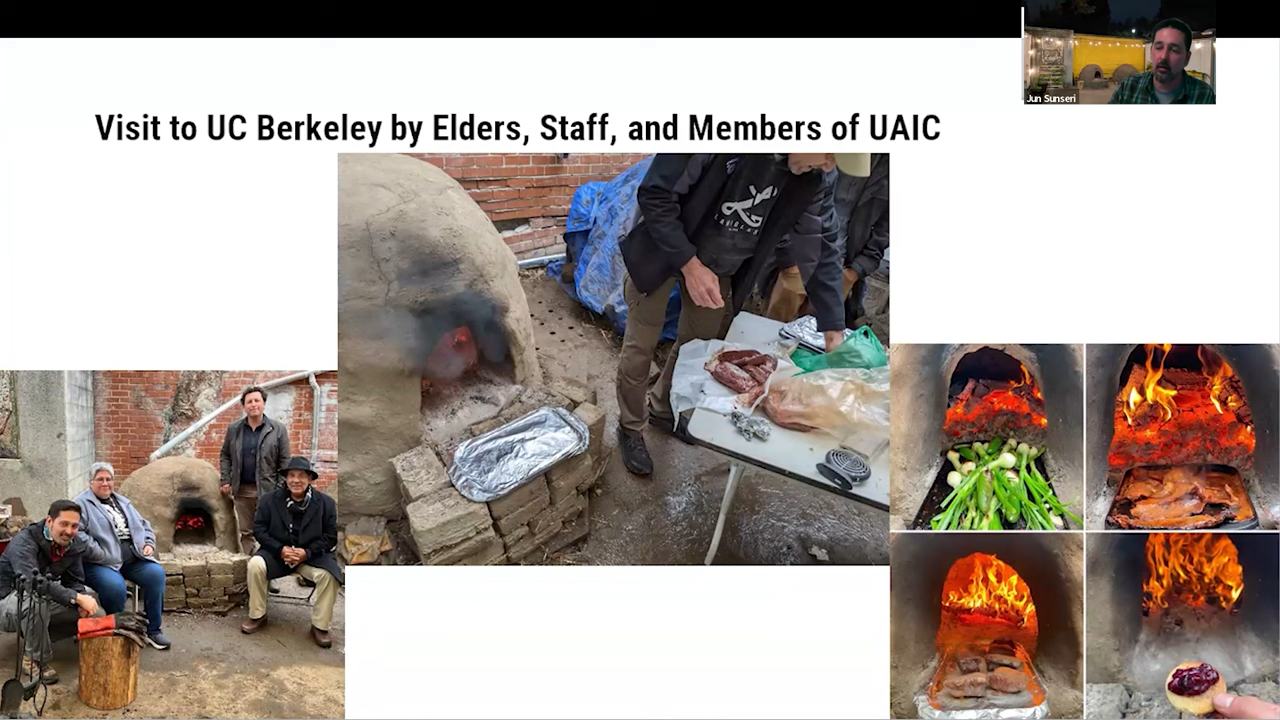 Jun Sunseri
Visit to UC Berkeley by Elders, Staff, and Members of UAIC